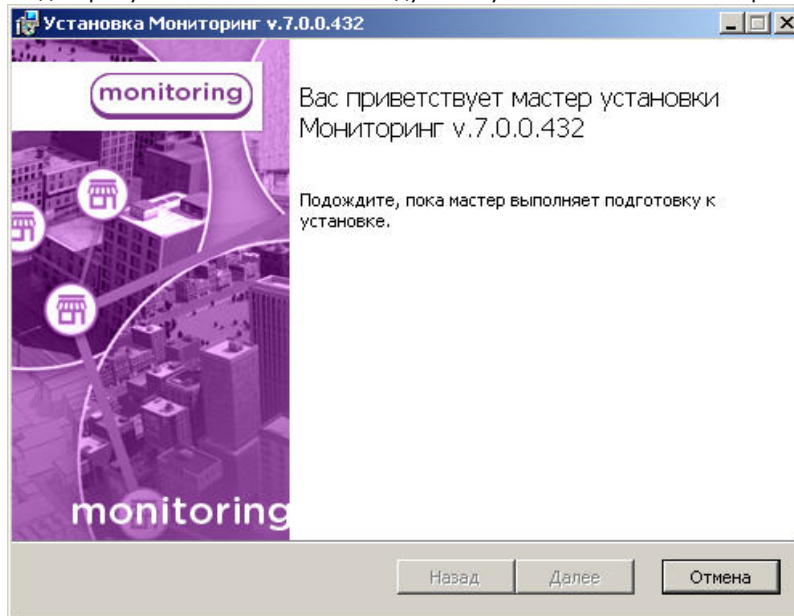 Установка Мониторинг v.7.0.0.432
monitoring
Вас приветствует мастер установки
Мониторинг v.7.0.0.432
Подождите, пока мастер выполняет подготовку к
установке.
monitoring
Назад
Далее
Отмена